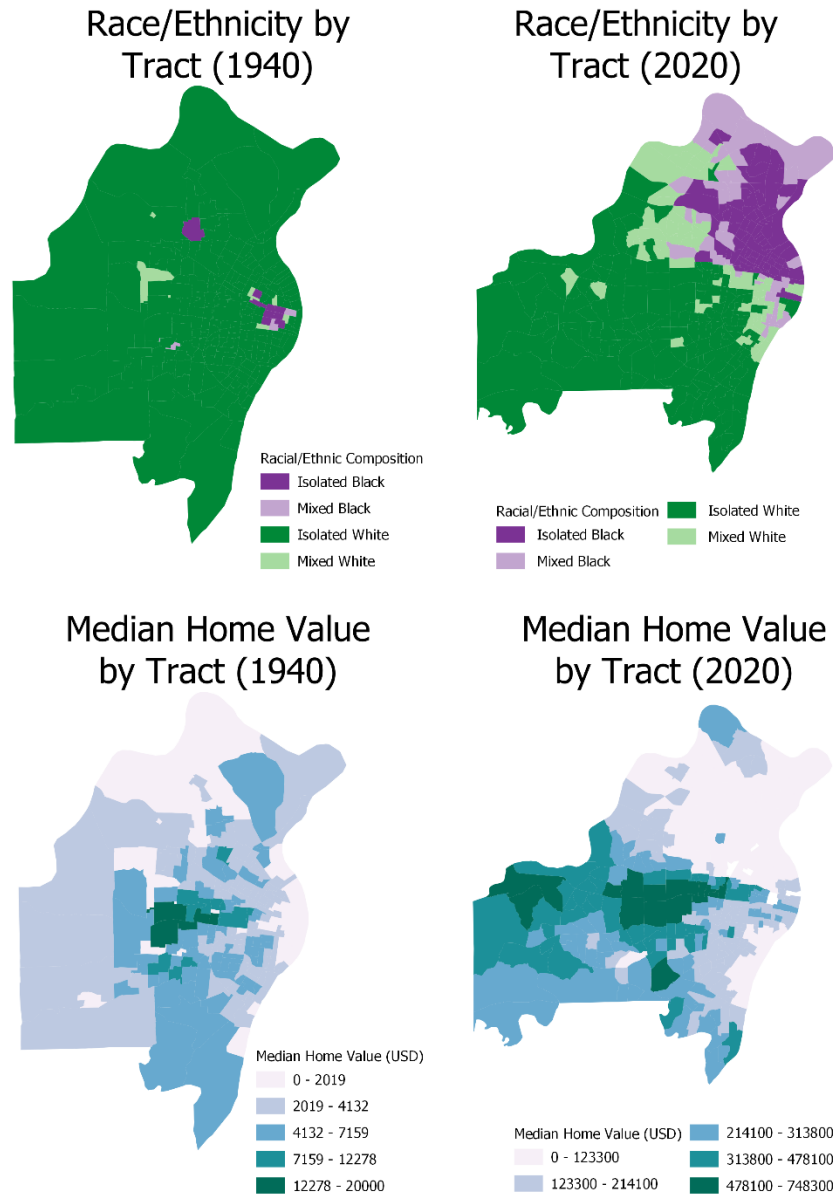 Race/Ethnicity by
Tract (1940)
Race/Ethnicity by
Tract (2020)
Racial/Ethnic Composition
Isolated Black
Mixed Black
Isolated White
Mixed White
Racial/Ethnic Composition
Isolated Black
Mixed Black
Isolated White
Mixed White
Median Home Value
by Tract (1940)
Median Home Value
by Tract (2020)
Median Home Value (USD)
0 - 2019
2019 - 4132
4132 - 7159
7159 - 12278
12278 - 20000
Median Home Value (USD)
0 - 123300
123300 - 214100
214100 - 313800
313800 - 478100
478100 - 748300